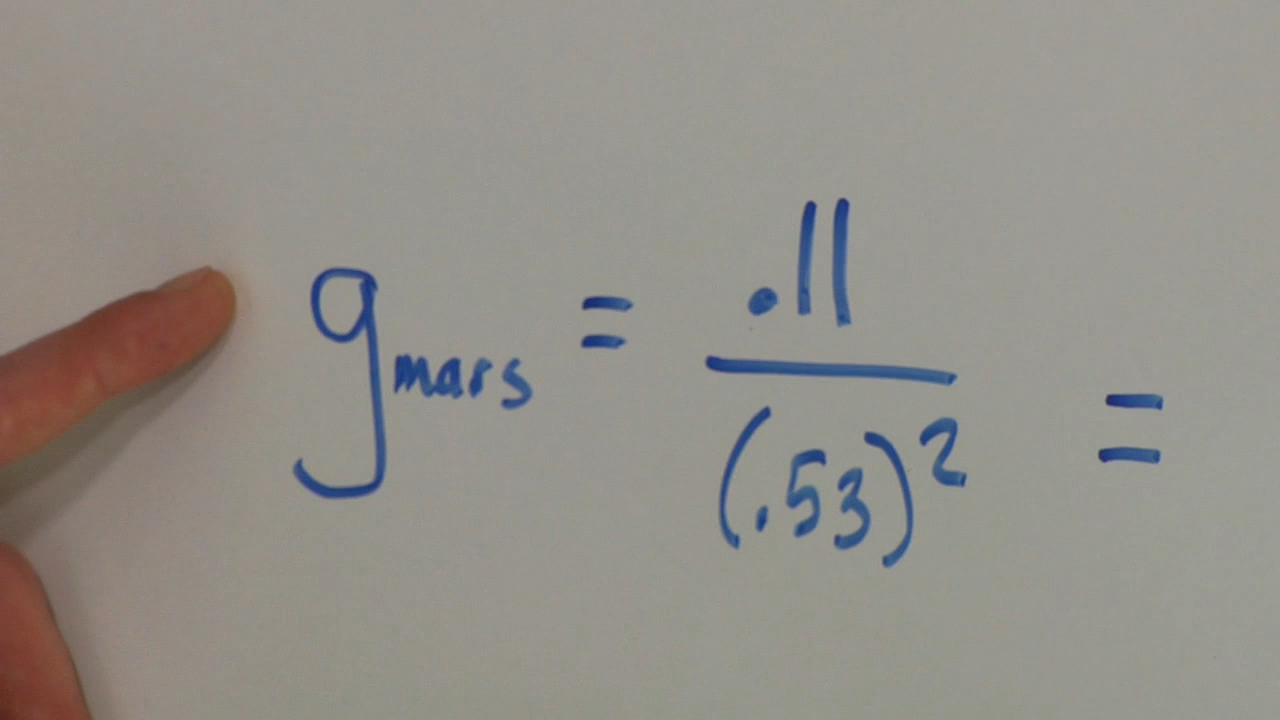 g mars = .11 / (.53)² =